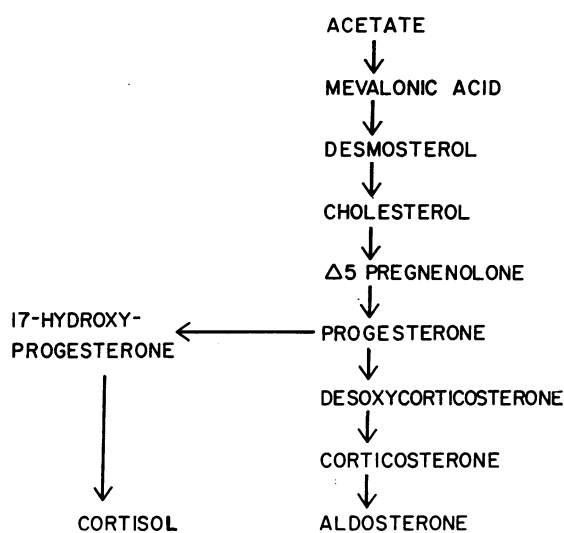 ACETATE
MEVALONIC ACID
DESMOSTEROL
CHOLESTEROL
Δ5 PREGNENOLONE
17-HYDROXY-
PROGESTERONE
PROGESTERONE
DESOXYCORTICOSTERONE
CORTICOSTERONE
CORTISOL
ALDOSTERONE